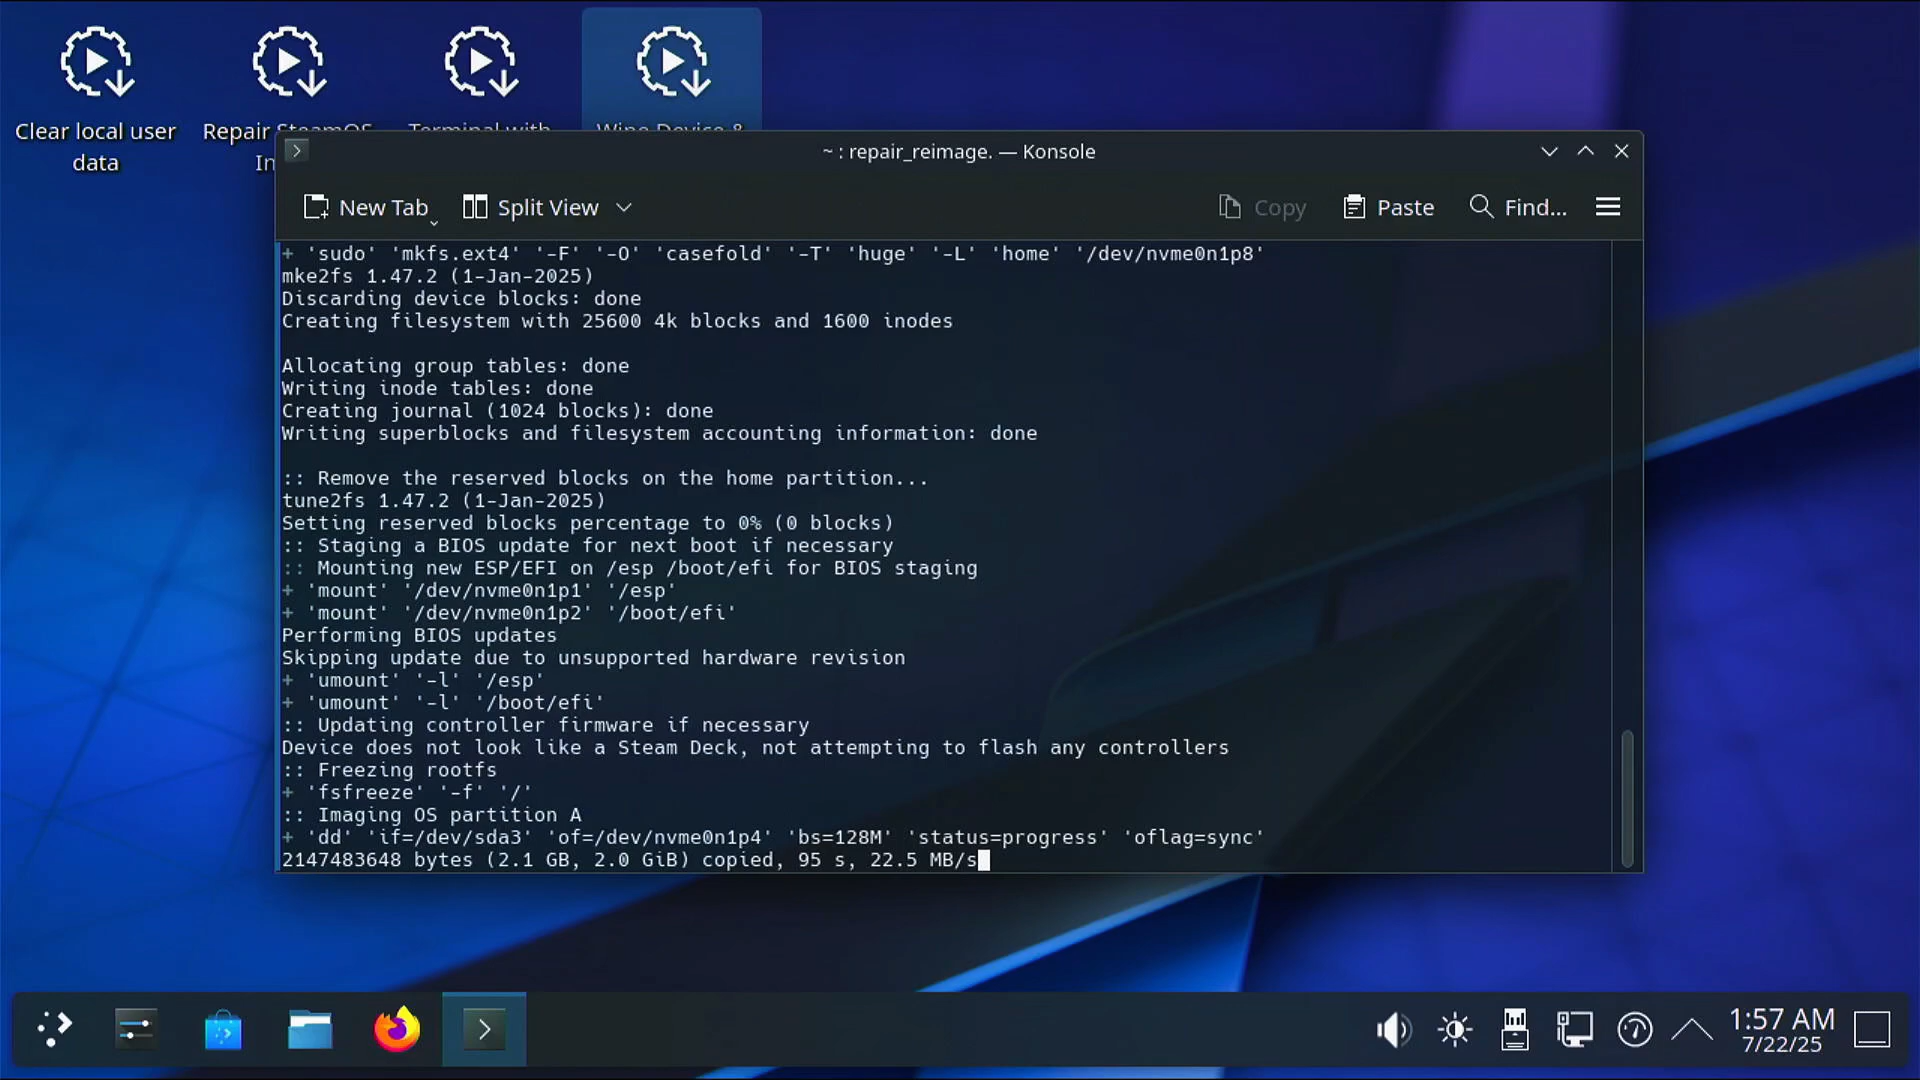 Clear local user
data
Repair SteamOS
In
Terminal with
Wipe Device &
~ : repair_reimage. — Konsole
New Tab
Split View
Copy
Paste
Find...
+ 'sudo' 'mkfs.ext4' '-F' '-O' 'casefold' '-T' 'huge' '-L' 'home' '/dev/nvme0n1p8'
mke2fs 1.47.2 (1-Jan-2025)
Discarding device blocks: done
Creating filesystem with 25600 4k blocks and 1600 inodes
Allocating group tables: done
Writing inode tables: done
Creating journal (1024 blocks): done
Writing superblocks and filesystem accounting information: done
:: Remove the reserved blocks on the home partition...
tune2fs 1.47.2 (1-Jan-2025)
Setting reserved blocks percentage to 0% (0 blocks)
:: Staging a BIOS update for next boot if necessary
:: Mounting new ESP/EFI on /esp /boot/efi for BIOS staging
+ 'mount' '/dev/nvme0n1p1' '/esp'
+ 'mount' '/dev/nvme0n1p2' '/boot/efi'
Performing BIOS updates
Skipping update due to unsupported hardware revision
+ 'umount' '-l' '/esp'
+ 'umount' '-l' '/boot/efi'
:: Updating controller firmware if necessary
Device does not look like a Steam Deck, not attempting to flash any controllers
:: Freezing rootfs
+ 'fsfreeze' '-f' '/'
:: Imaging OS partition A
+ 'dd' 'if=/dev/sda3' 'of=/dev/nvme0n1p4' 'bs=128M' 'status=progress' 'oflag=sync'
2147483648 bytes (2.1 GB, 2.0 GiB) copied, 95 s, 22.5 MB/s
1:57 AM
7/22/25